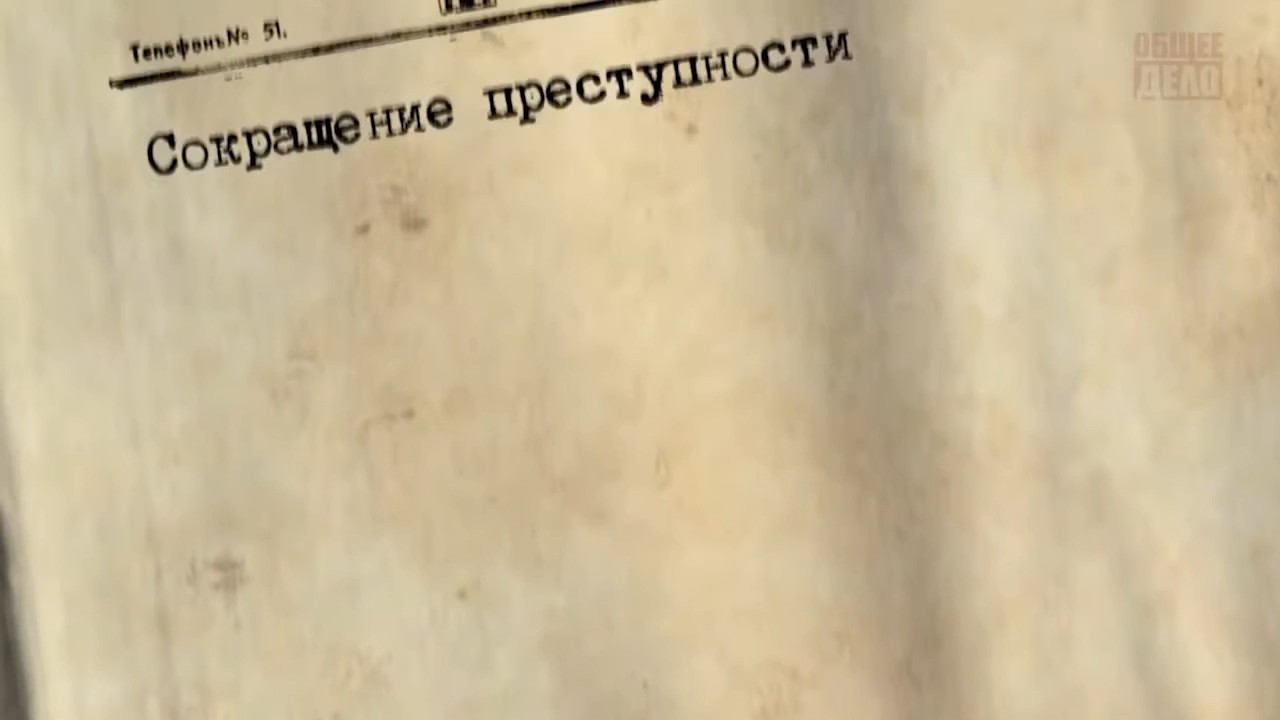 Телефонъ № 51.
ОБЩЕЕ
ДЕЛО
Сокращение преступности